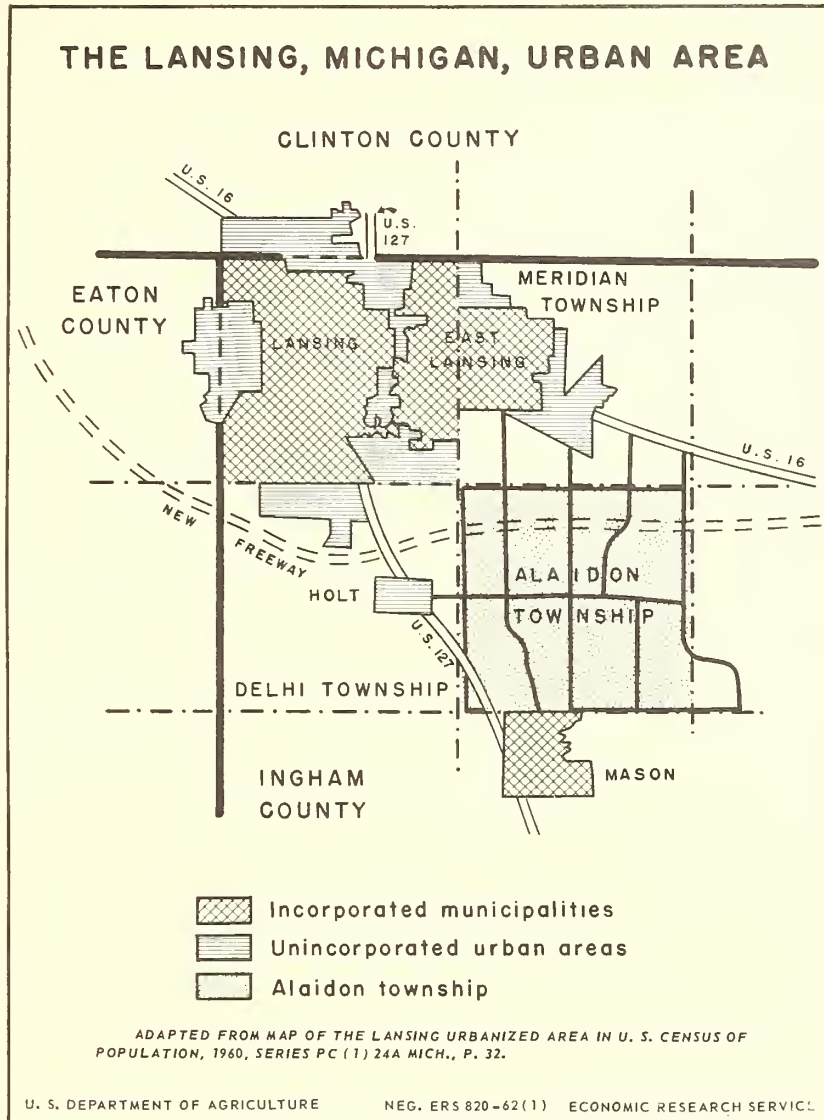 THE LANSING, MICHIGAN, URBAN AREA
CLINTON COUNTY
U.S. 16
U.S.
127
EATON
COUNTY
MERIDIAN
TOWNSHIP
LANSING
EAST
LANSING
U.S. 16
NEW
FREEWAY
ALAIDON
TOWNSHIP
HOLT
U.S. 127
DELHI TOWNSHIP
INGHAM
COUNTY
MASON
Incorporated municipalities
Unincorporated urban areas
Alaidon township
ADAPTED FROM MAP OF THE LANSING URBANIZED AREA IN U. S. CENSUS OF
POPULATION, 1960, SERIES PC (1) 24A MICH., P. 32.
U. S. DEPARTMENT OF AGRICULTURE NEG. ERS 820-62(1) ECONOMIC RESEARCH SERVICE